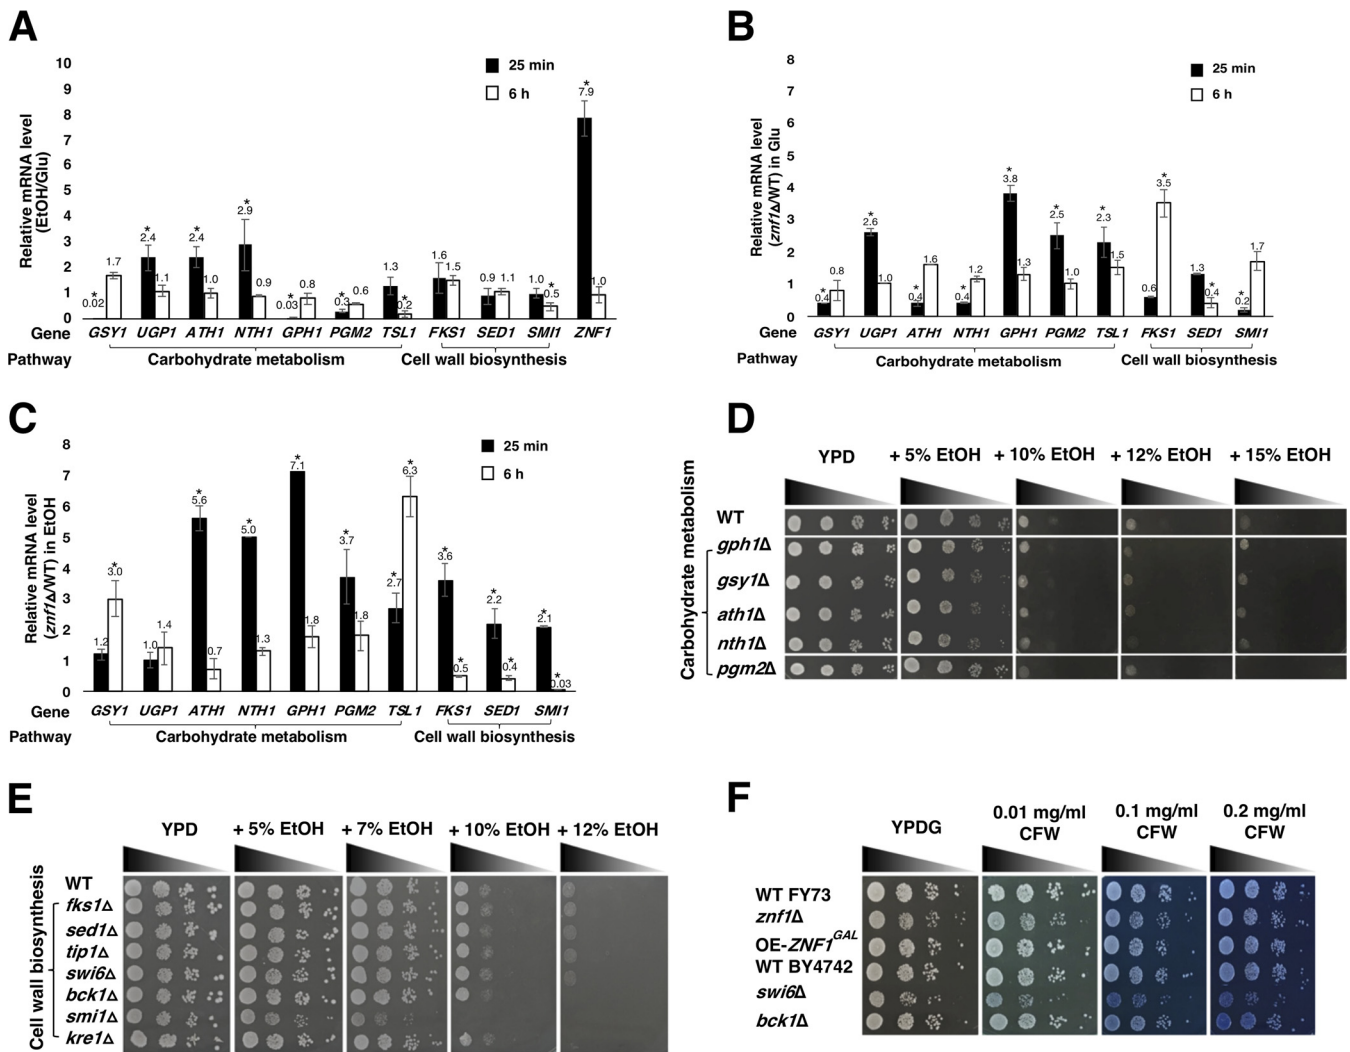 A
Relative mRNA level
(EtOH/Glu)
10
9
8
7
6
5
4
3
2
1
0
25 min
6 h
* 0.02 1.7 * 2.4 1.1 * 2.4 1.0 * 2.9 0.9 * 0.03 0.8 * 0.3 0.6 1.3 * 0.2 1.6 1.5 0.9 1.1 1.0 * 0.5 * 7.9 1.0
Gene GSY1 UGP1 ATH1 NTH1 GPH1 PGM2 TSL1 FKS1 SED1 SMI1 ZNF1
Pathway Carbohydrate metabolism Cell wall biosynthesis
B
Relative mRNA level
(znf1Δ/WT) in Glu
8
7
6
5
4
3
2
1
0
25 min
6 h
* 0.4 0.8 * 2.6 1.0 * 0.4 1.6 * 0.4 1.2 * 3.8 1.3 * 2.5 1.0 * 2.3 1.5 0.6 * 3.5 1.3 * 0.4 * 0.2 1.7
Gene GSY1 UGP1 ATH1 NTH1 GPH1 PGM2 TSL1 FKS1 SED1 SMI1
Pathway Carbohydrate metabolism Cell wall biosynthesis
C
Relative mRNA level
(znf1Δ/WT) in EtOH
8
7
6
5
4
3
2
1
0
25 min
6 h
1.2 * 3.0 1.0 1.4 * 5.6 0.7 * 5.0 1.3 * 7.1 1.8 * 3.7 1.8 * 2.7 * 6.3 * 3.6 * 0.5 * 2.2 * 0.4 * 2.1 * 0.03
Gene GSY1 UGP1 ATH1 NTH1 GPH1 PGM2 TSL1 FKS1 SED1 SMI1
Pathway Carbohydrate metabolism Cell wall biosynthesis
D
YPD + 5% EtOH + 10% EtOH + 12% EtOH + 15% EtOH
Carbohydrate metabolism
WT
gph1Δ
gsy1Δ
ath1Δ
nth1Δ
pgm2Δ
E
YPD + 5% EtOH + 7% EtOH + 10% EtOH + 12% EtOH
Cell wall biosynthesis
WT
fks1Δ
sed1Δ
tip1Δ
swi6Δ
bck1Δ
smi1Δ
kre1Δ
F
YPDG 0.01 mg/ml CFW 0.1 mg/ml CFW 0.2 mg/ml CFW
WT FY73
znf1Δ
OE-ZNF1GAL
WT BY4742
swi6Δ
bck1Δ